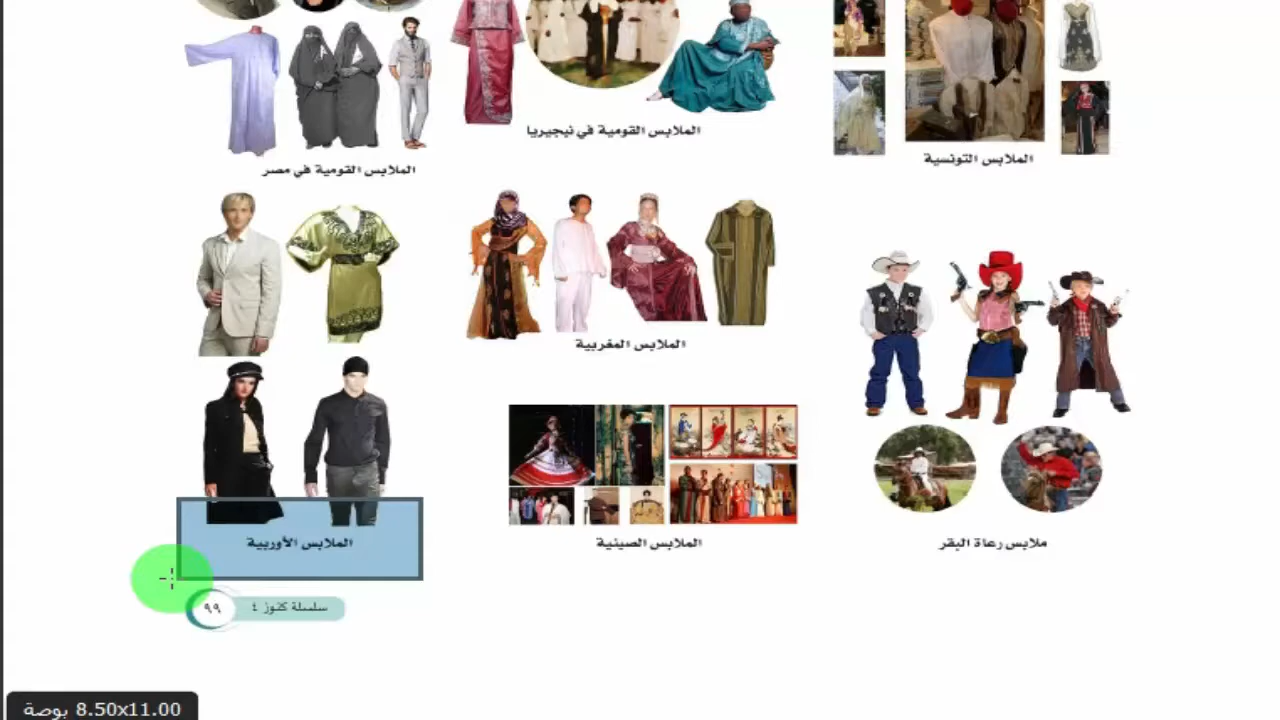 الملابس القومية في نيجيريا
الملابس التونسية
الملابس القومية في مصر
الملابس المغربية
ملابس رعاة البقر
الملابس الصينية
الملابس الأوربية
سلسلة كنوز ٤
٩٩
8.50x11.00 بوصة